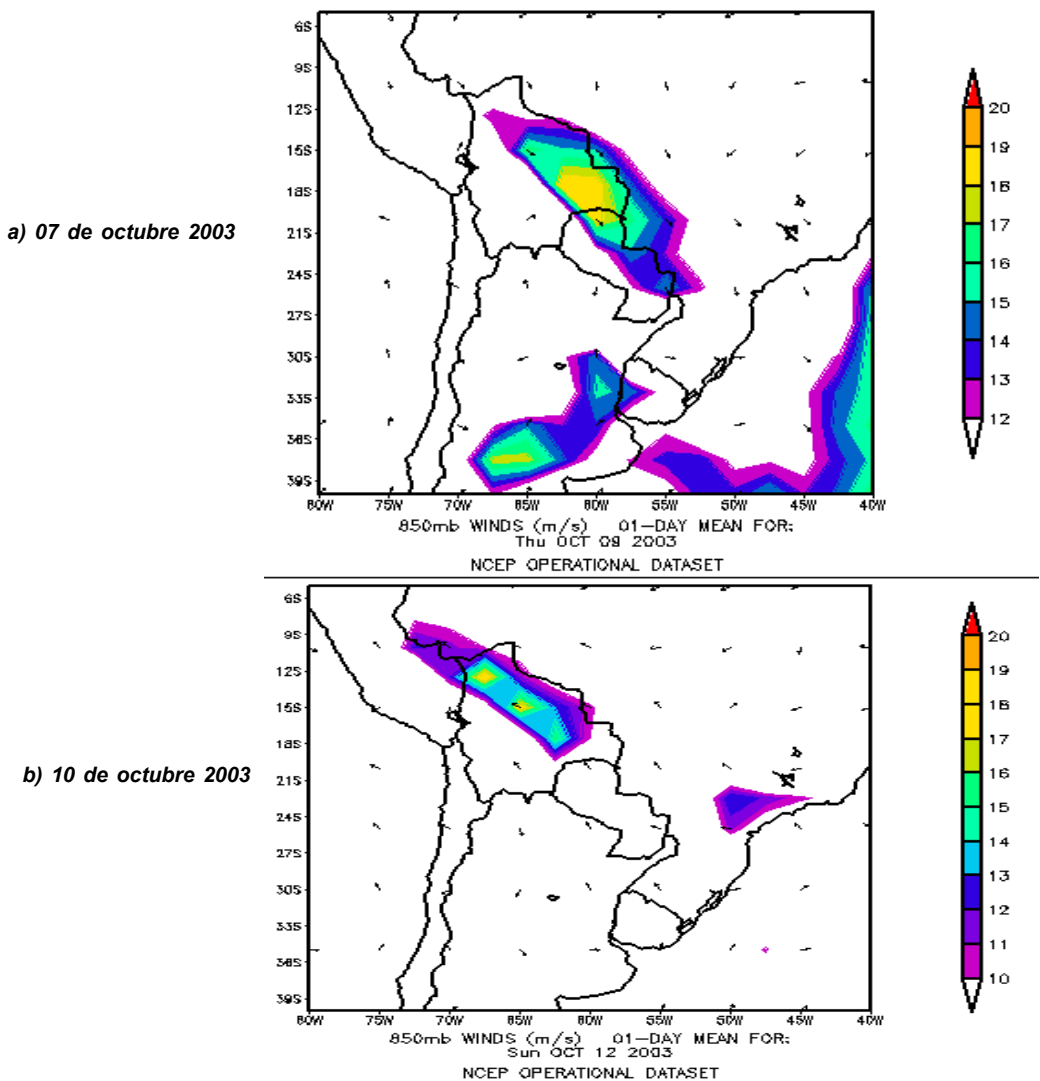 a) 07 de octubre 2003
6S
9S
12S
15S
18S
21S
24S
27S
30S
33S
36S
39S
80W 75W 70W 65W 60W 55W 50W 45W 40W
20
19
18
17
16
15
14
13
12
850mb WINDS (m/s) 01-DAY MEAN FOR:
Thu OCT 09 2003
NCEP OPERATIONAL DATASET
b) 10 de octubre 2003
6S
9S
12S
15S
18S
21S
24S
27S
30S
33S
36S
39S
80W 75W 70W 65W 60W 55W 50W 45W 40W
20
19
18
17
16
15
14
13
12
11
10
850mb WINDS (m/s) 01-DAY MEAN FOR:
Sun OCT 12 2003
NCEP OPERATIONAL DATASET